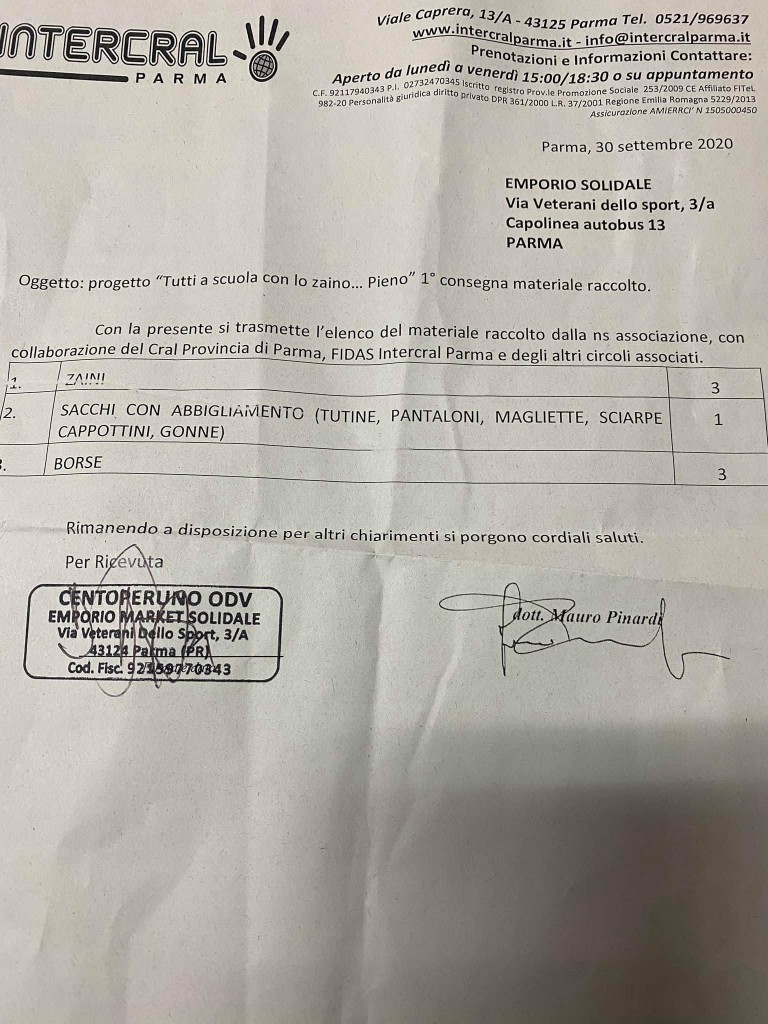 INTERCRAL
PARMA
Viale Caprera, 13/A - 43125 Parma Tel. 0521/969637
www.intercralparma.it - info@intercralparma.it
Prenotazioni e Informazioni Contattare:
Aperto da lunedì a venerdì 15:00/18:30 o su appuntamento
C.F. 92117940343 P.I. 02732470345 Iscritto registro Prov.le Promozione Sociale 253/2009 CE Affiliato FITeL
982-20 Personalità giuridica diritto privato DPR 361/2000 L.R. 37/2001 Regione Emilia Romagna 5229/2013
Assicurazione AMIERRCI' N 1505000450
Parma, 30 settembre 2020
EMPORIO SOLIDALE
Via Veterani dello sport, 3/a
Capolinea autobus 13
PARMA
Oggetto: progetto “Tutti a scuola con lo zaino... Pieno” 1° consegna materiale raccolto.
Con la presente si trasmette l’elenco del materiale raccolto dalla ns associazione, con
collaborazione del Cral Provincia di Parma, FIDAS Intercral Parma e degli altri circoli associati.
1. ZAINI 3
2. SACCHI CON ABBIGLIAMENTO (TUTINE, PANTALONI, MAGLIETTE, SCIARPE 1
CAPPOTTINI, GONNE)
3. BORSE 3
Rimanendo a disposizione per altri chiarimenti si porgono cordiali saluti.
Per Ricevuta
CENTOPERUNO ODV
EMPORIO MARKET SOLIDALE
Via Veterani Dello Sport, 3/A
43124 Parma (PR)
Cod. Fisc. 92159770343
dott. Mauro Pinardi